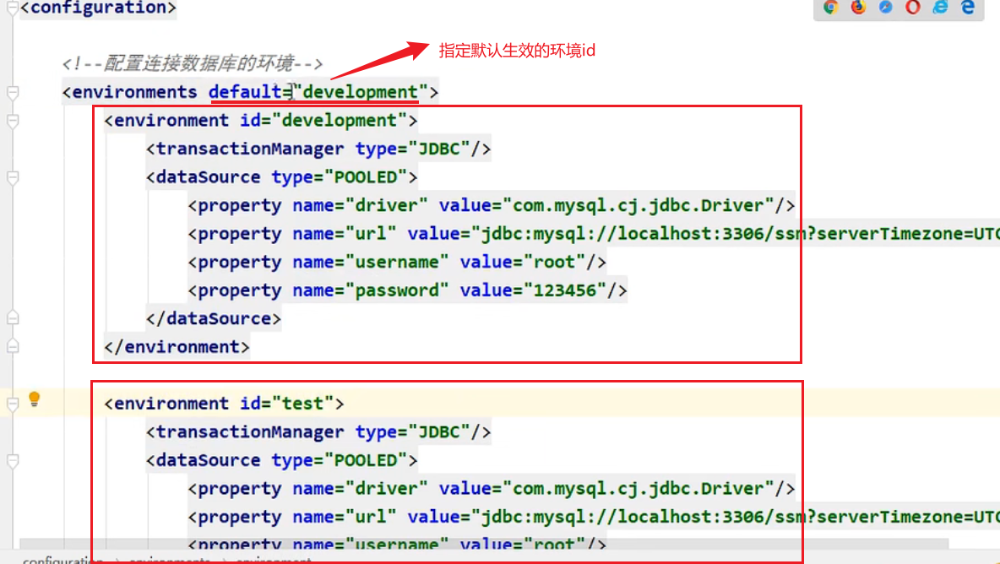 <configuration>
指定默认生效的环境id
<!--配置连接数据库的环境-->
<environments default="development">
<environment id="development">
<transactionManager type="JDBC"/>
<dataSource type="POOLED">
<property name="driver" value="com.mysql.cj.jdbc.Driver"/>
<property name="url" value="jdbc:mysql://localhost:3306/ssm?serverTimezone=UTC
<property name="username" value="root"/>
<property name="password" value="123456"/>
</dataSource>
</environment>
<environment id="test">
<transactionManager type="JDBC"/>
<dataSource type="POOLED">
<property name="driver" value="com.mysql.cj.jdbc.Driver"/>
<property name="url" value="jdbc:mysql://localhost:3306/ssm?serverTimezone=UTC
<property name="username" value="root"/>
configuration > environments > environment